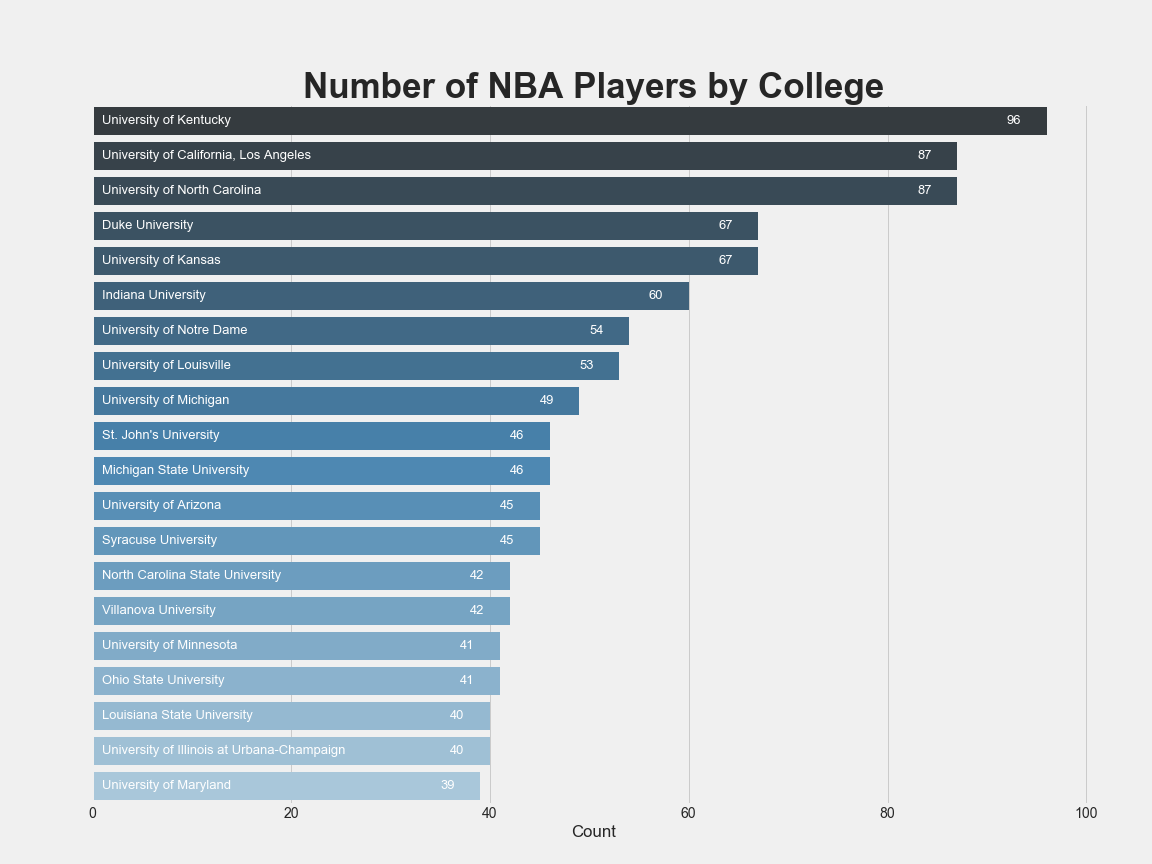 Number of NBA Players by College
University of Kentucky 96
University of California, Los Angeles 87
University of North Carolina 87
Duke University 67
University of Kansas 67
Indiana University 60
University of Notre Dame 54
University of Louisville 53
University of Michigan 49
St. John's University 46
Michigan State University 46
University of Arizona 45
Syracuse University 45
North Carolina State University 42
Villanova University 42
University of Minnesota 41
Ohio State University 41
Louisiana State University 40
University of Illinois at Urbana-Champaign 40
University of Maryland 39
0 20 40 60 80 100
Count